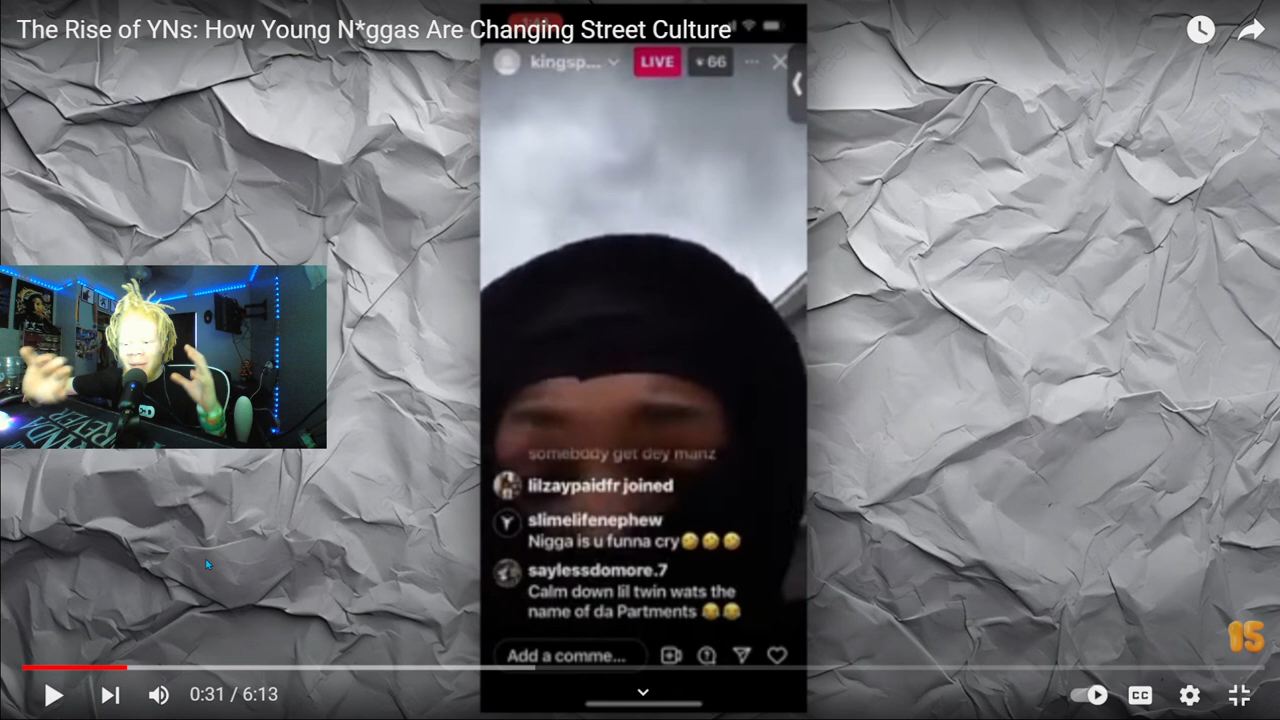 The Rise of YNs: How Young N*ggas Are Changing Street Culture
kingsp...
LIVE
66
somebody get dey manz
lilzaypaidfr joined
slimelifenephew
Nigga is u funna cry🤣🤣🤣
saylessdomore.7
Calm down lil twin wats the
name of da Partments 😂😂
Add a comme...
15
0:31 / 6:13
CC